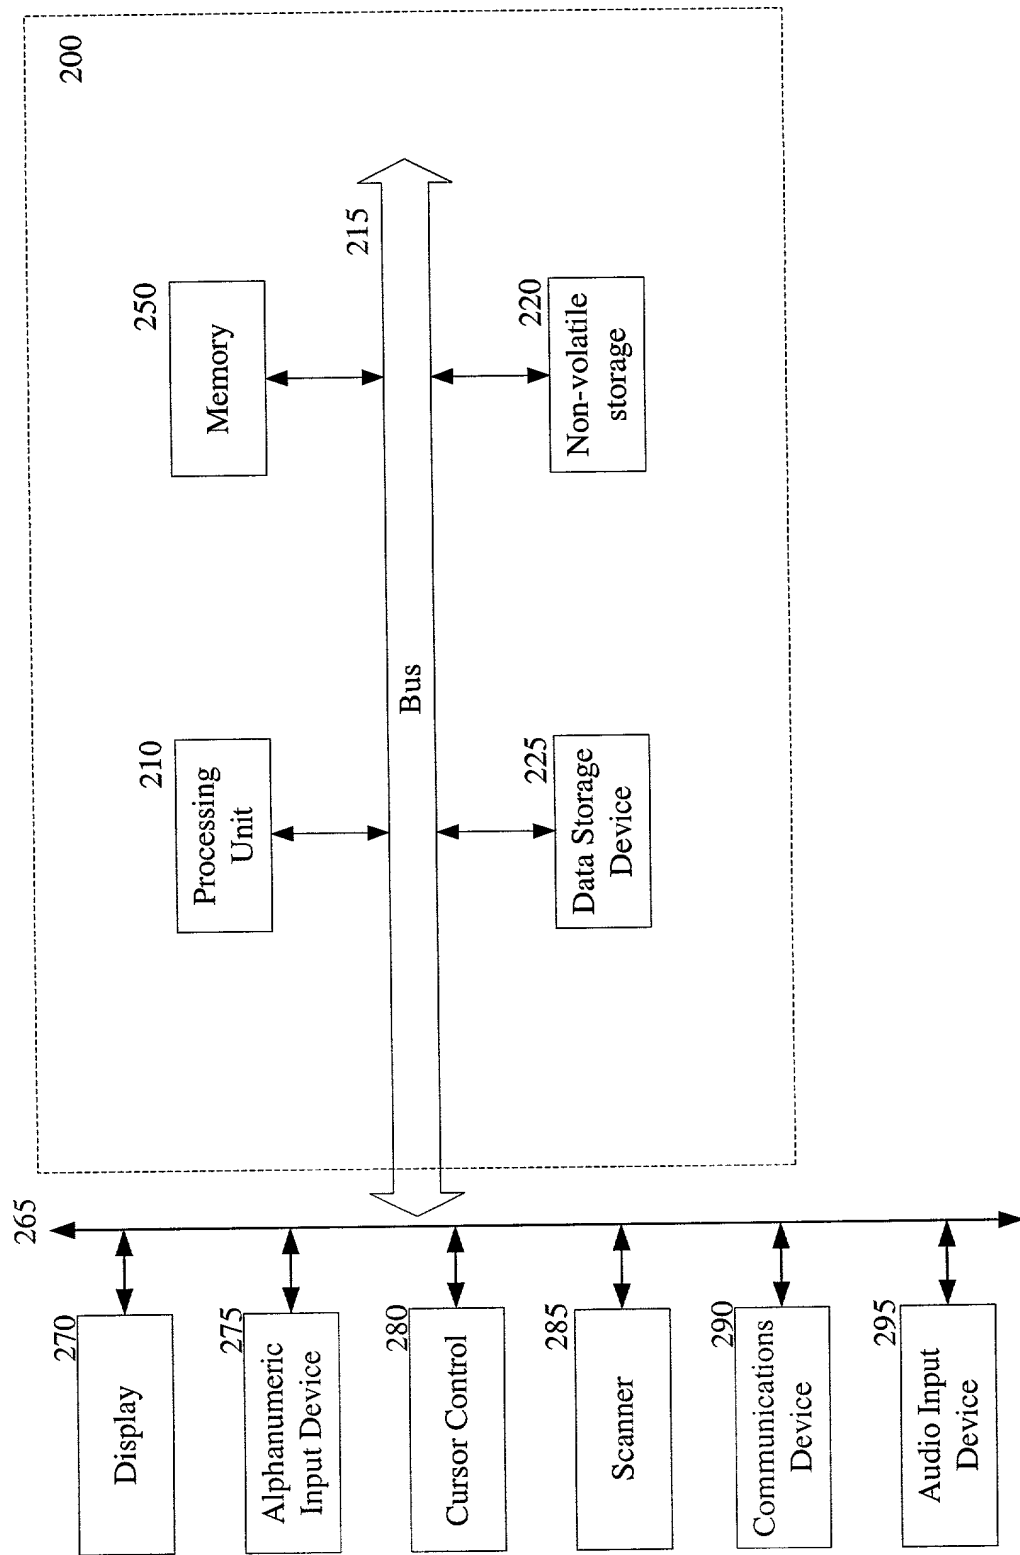 265
270
Display
275
Alphanumeric
Input Device
280
Cursor Control
285
Scanner
290
Communications
Device
295
Audio Input
Device
200
210
Processing
Unit
250
Memory
Bus
215
225
Data Storage
Device
220
Non-volatile
storage